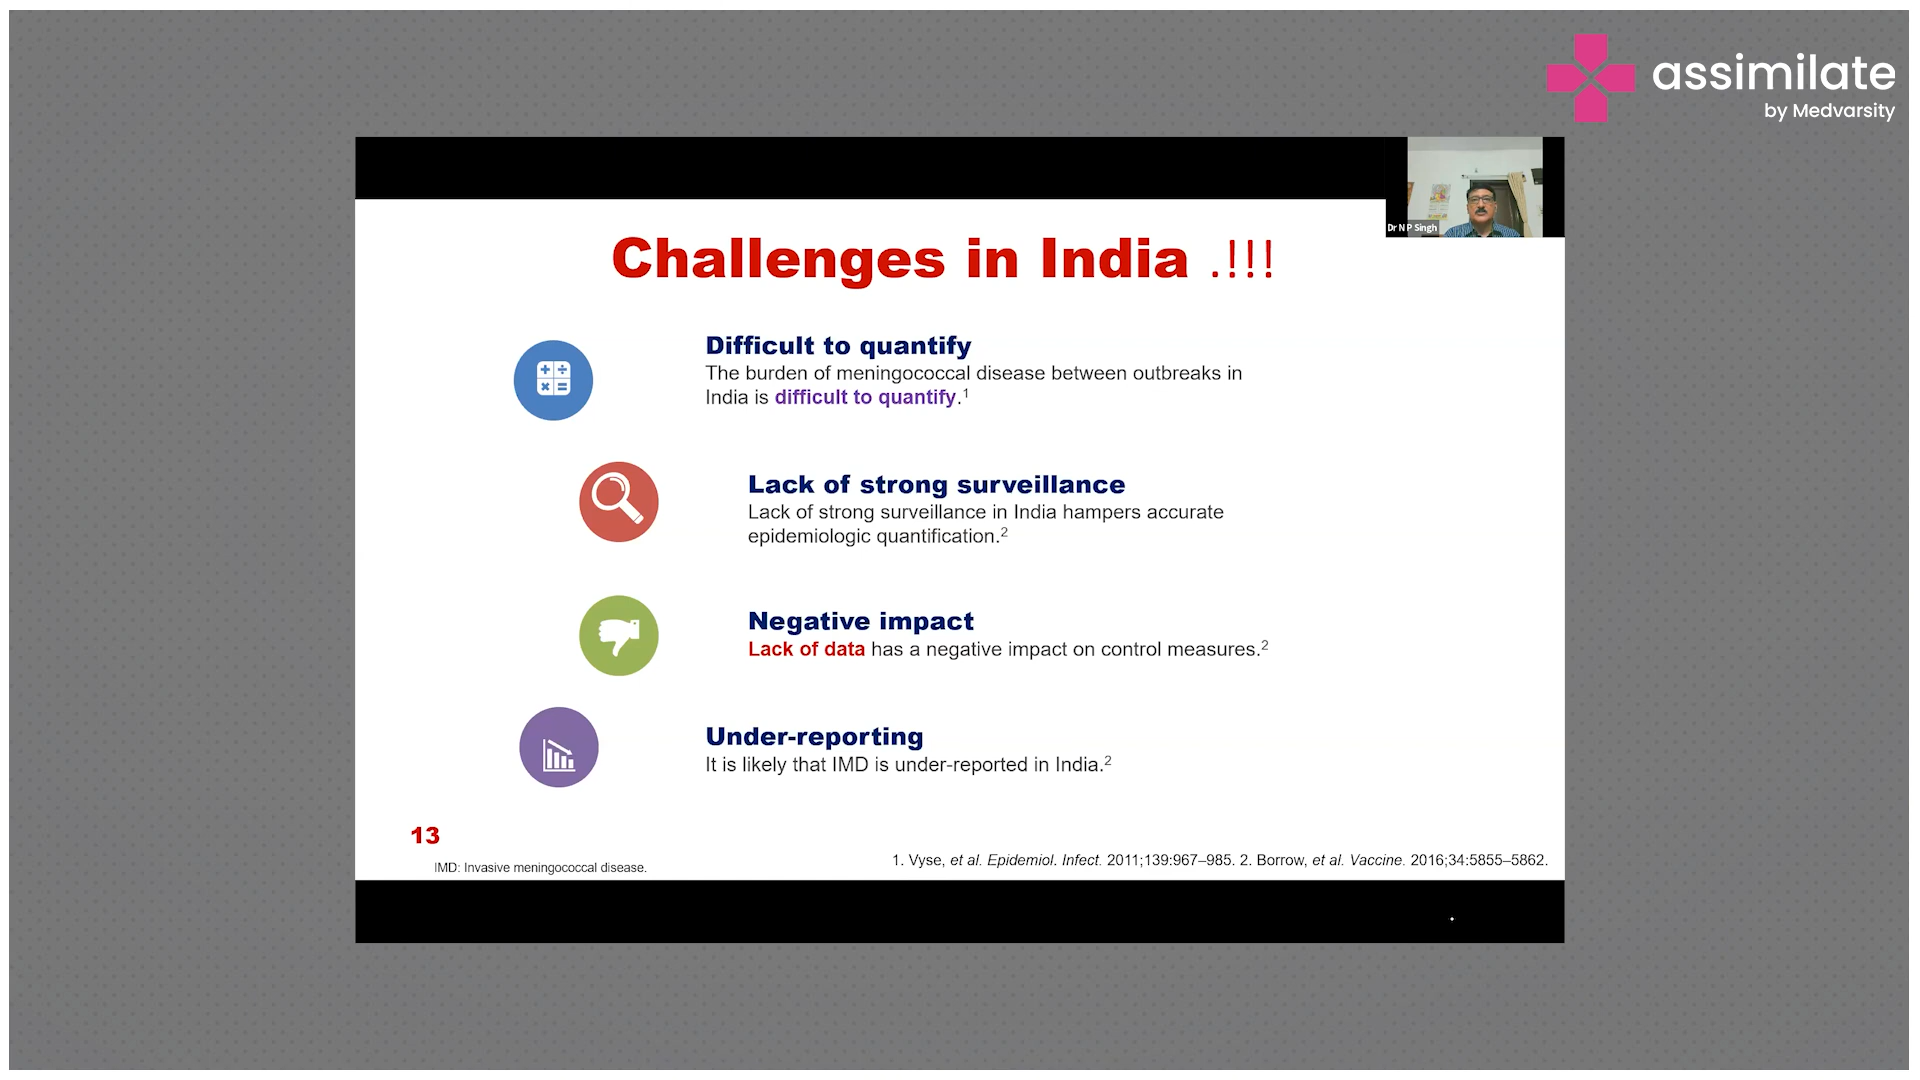 assimilate
by Medvarsity
Dr N P Singh
Challenges in India .!!!
Difficult to quantify
The burden of meningococcal disease between outbreaks in
India is difficult to quantify.1
Lack of strong surveillance
Lack of strong surveillance in India hampers accurate
epidemiologic quantification.2
Negative impact
Lack of data has a negative impact on control measures.2
Under-reporting
It is likely that IMD is under-reported in India.2
13
IMD: Invasive meningococcal disease.
1. Vyse, et al. Epidemiol. Infect. 2011;139:967–985. 2. Borrow, et al. Vaccine. 2016;34:5855–5862.